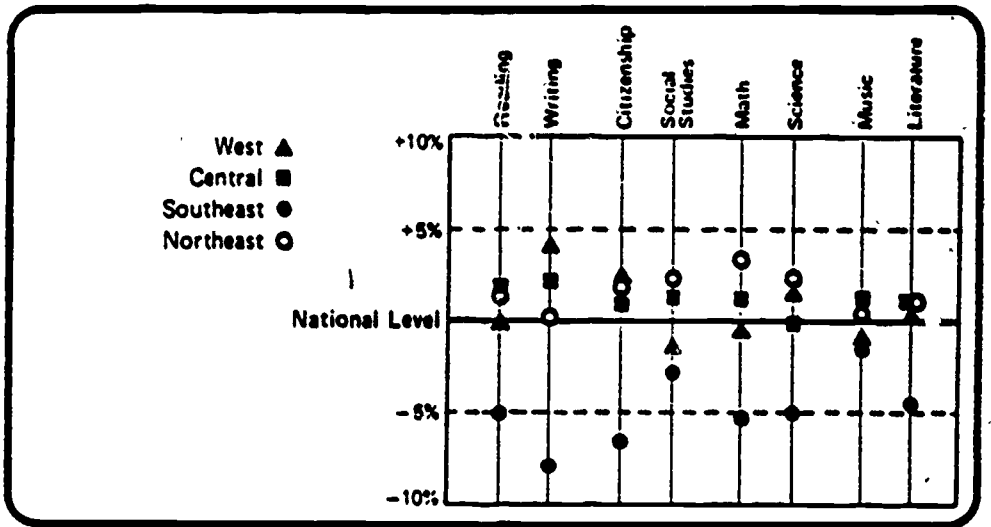 Reading
Writing
Citizenship
Social
Studies
Math
Science
Music
Literature
West
Central
Southeast
Northeast
+10%
+5%
National Level
-5%
-10%